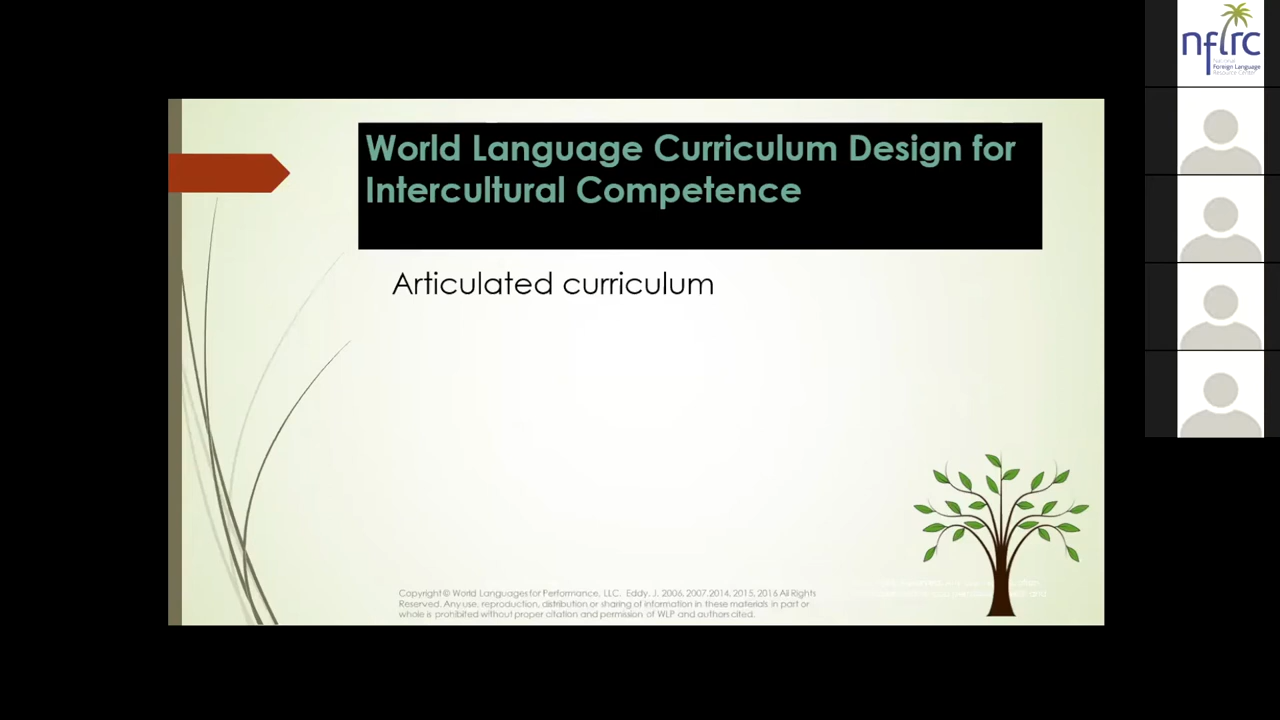 World Language Curriculum Design for
Intercultural Competence
Articulated curriculum
Copyright © World Languages for Performance, LLC. Eddy, J. 2006, 2007,2014, 2015, 2016 All Rights
Reserved. Any use, reproduction, distribution or sharing of information in these materials in part or
whole is prohibited without proper citation and permission of WLP and authors cited.
nflrc
National
Foreign Language
Resource Center